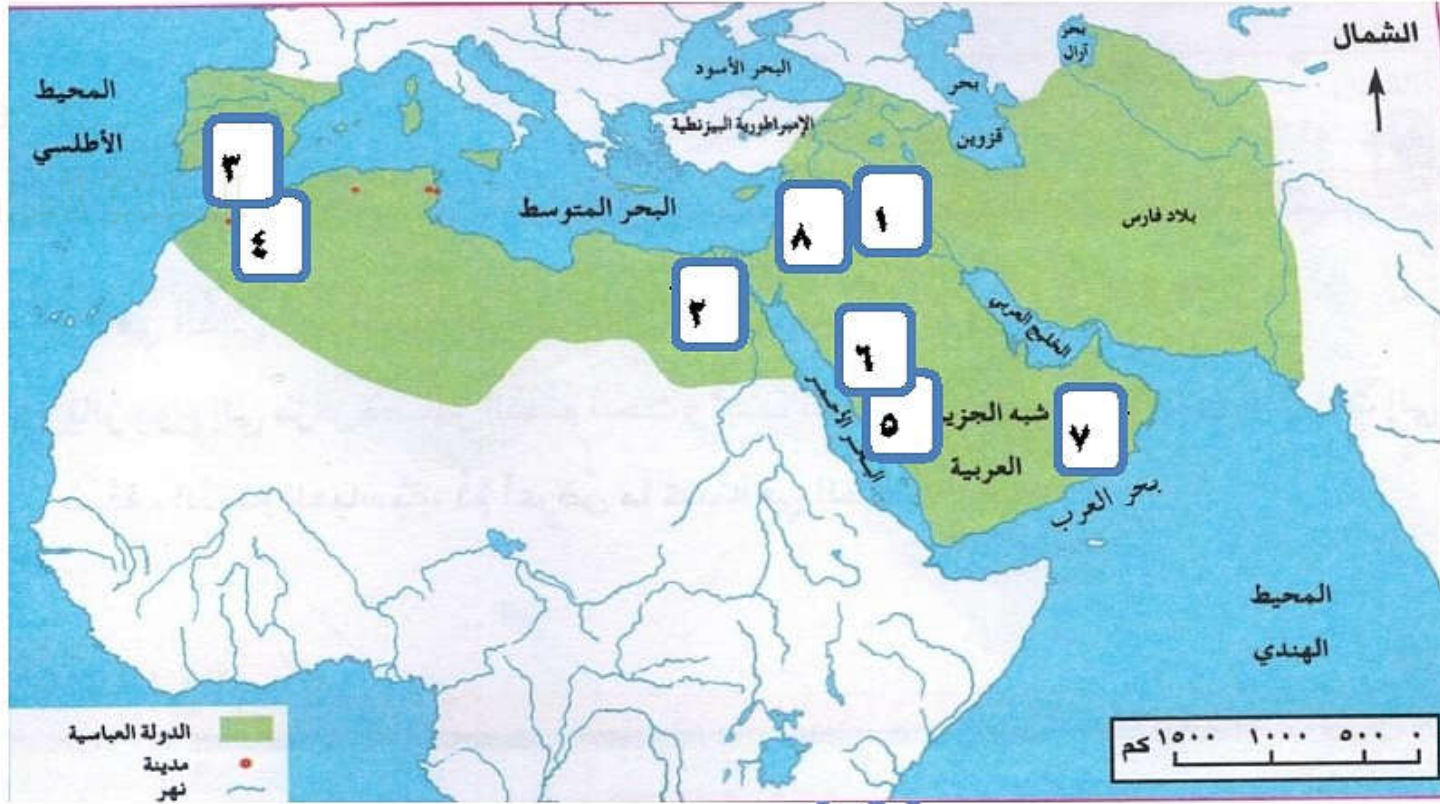 الشمال
بحر
آرال
البحر الأسود
بحر
قزوين
الإمبراطورية البيزنطية
المحيط
الأطلسي
٣
٤
البحر المتوسط
٨
١
بلاد فارس
٢
٦
الخليج العربي
٥
شبه الجزير
العربية
٧
البحر الأحمر
بحر العرب
المحيط
الهندي
الدولة العباسية
مدينة
نهر
٠ ٥٠٠ ١٠٠٠ ١٥٠٠ كم